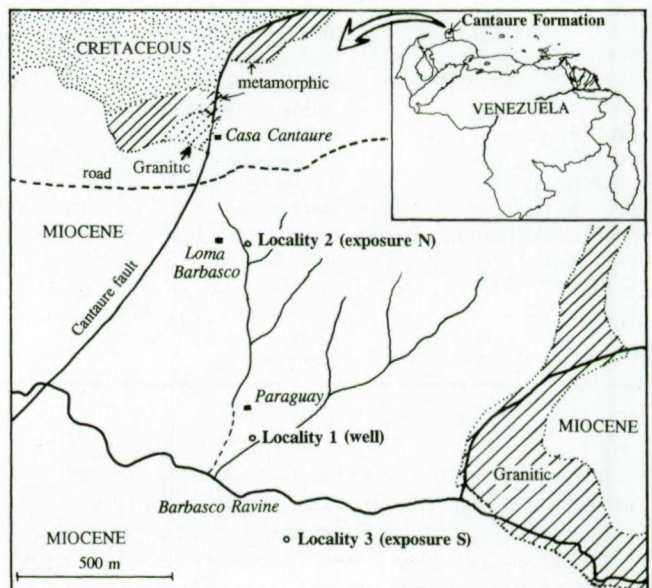 Cantaure Formation
CRETACEOUS
metamorphic
VENEZUELA
Casa Cantaure
Granitic
road
MIOCENE
Locality 2 (exposure N)
Loma
Barbasco
Cantaure fault
Paraguay
MIOCENE
Locality 1 (well)
Granitic
Barbasco Ravine
MIOCENE
Locality 3 (exposure S)
500 m